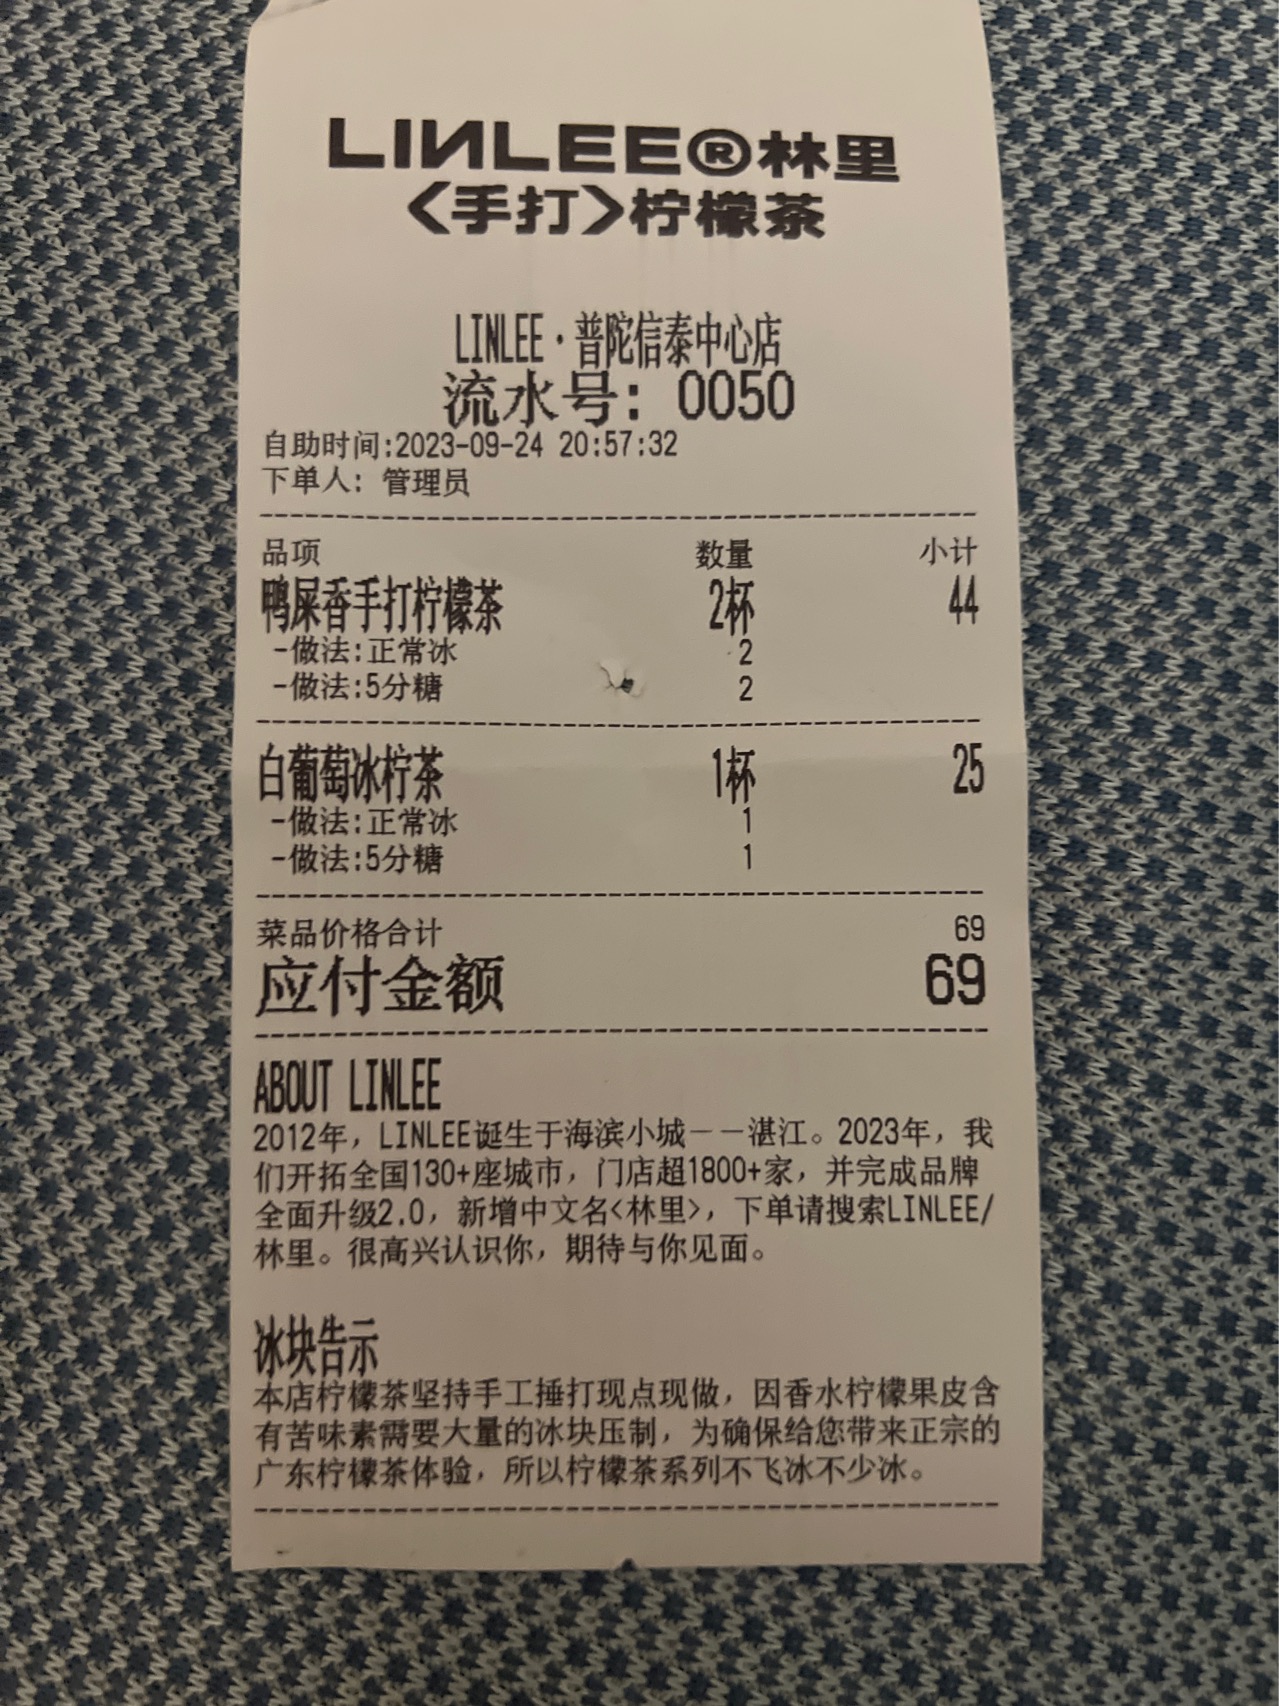 LINLEE®林里
<手打>柠檬茶
LINLEE·普陀信泰中心店
流水号: 0050
自助时间:2023-09-24 20:57:32
下单人: 管理员
品项 数量 小计
鸭屎香手打柠檬茶 2杯 44
-做法:正常冰 2
-做法:5分糖 2
白葡萄冰柠茶 1杯 25
-做法:正常冰 1
-做法:5分糖 1
菜品价格合计 69
应付金额 69
ABOUT LINLEE
2012年，LINLEE诞生于海滨小城——湛江。2023年，我
们开拓全国130+座城市，门店超1800+家，并完成品牌
全面升级2.0，新增中文名<林里>，下单请搜索LINLEE/
林里。很高兴认识你，期待与你见面。
冰块告示
本店柠檬茶坚持手工捶打现点现做，因香水柠檬果皮含
有苦味素需要大量的冰块压制，为确保给您带来正宗的
广东柠檬茶体验，所以柠檬茶系列不飞冰不少冰。